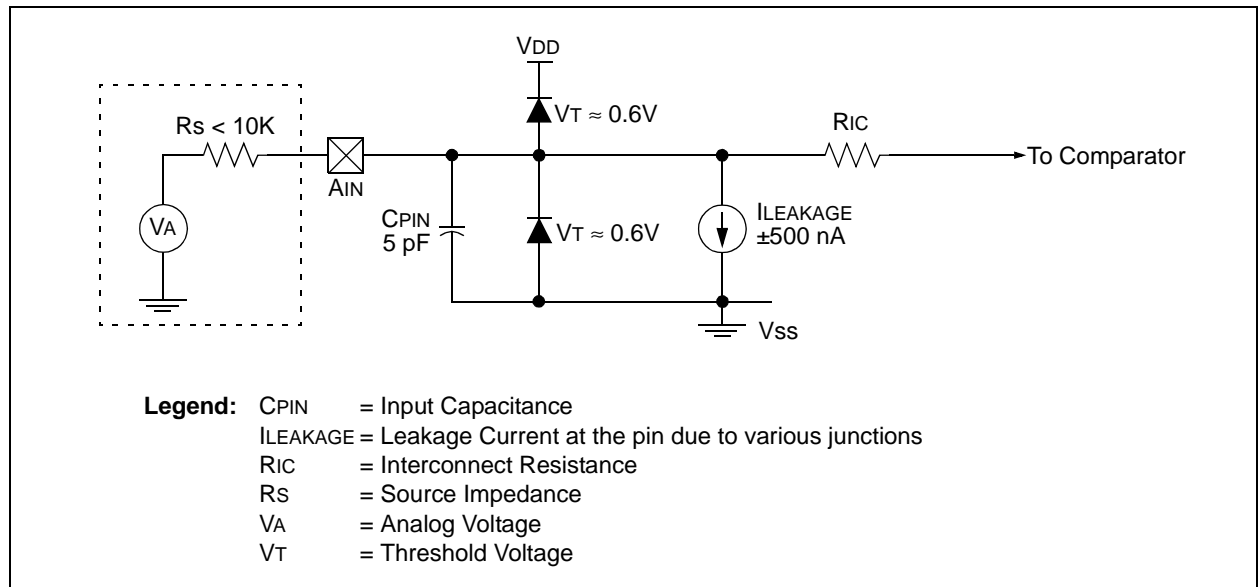 VDD
VT ≈ 0.6V
Rs < 10K
RIC
To Comparator
AIN
VA
CPIN
5 pF
VT ≈ 0.6V
ILEAKAGE
±500 nA
Vss
Legend: CPIN = Input Capacitance
ILEAKAGE = Leakage Current at the pin due to various junctions
RIC = Interconnect Resistance
RS = Source Impedance
VA = Analog Voltage
VT = Threshold Voltage